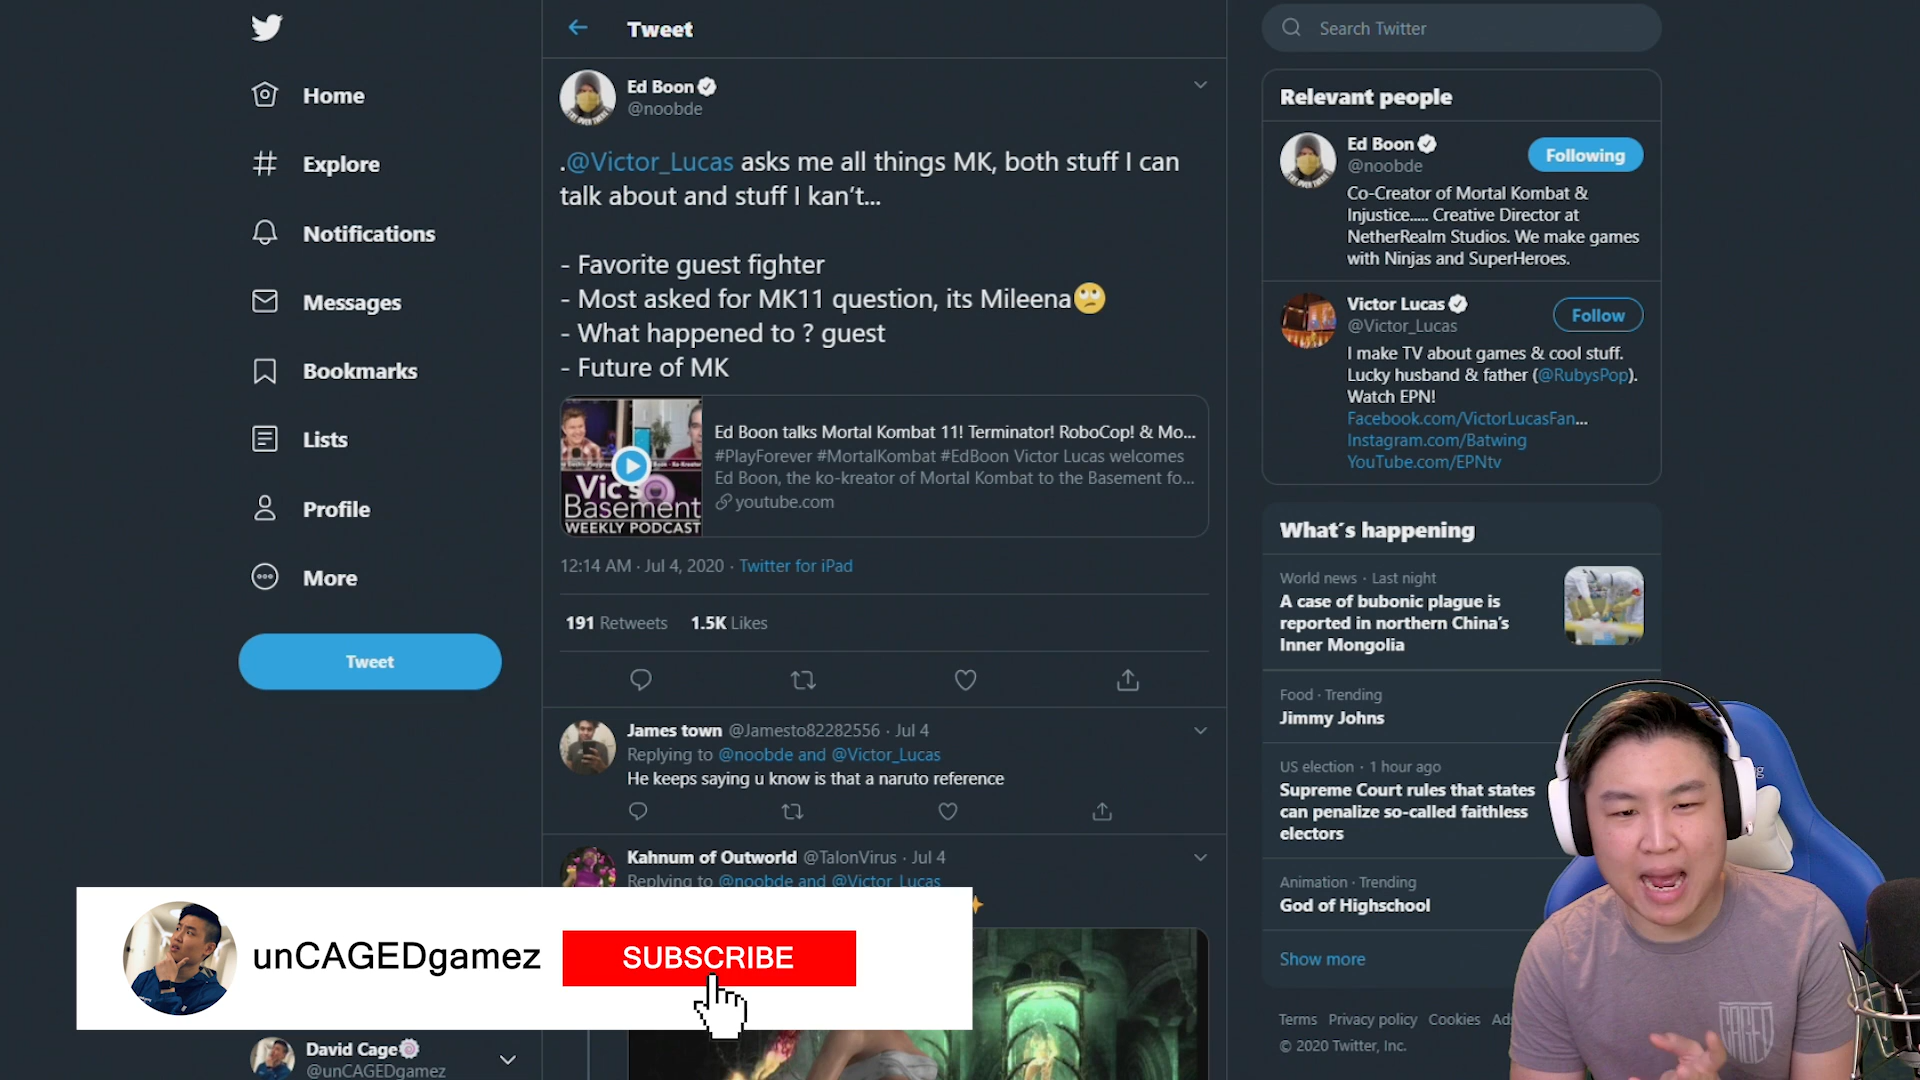 Home
Explore
Notifications
Messages
Bookmarks
Lists
Profile
More
Tweet
David Cage
@unCAGEDgamez
Tweet
Ed Boon
@noobde
.@Victor_Lucas asks me all things MK, both stuff I can
talk about and stuff I kan’t...
- Favorite guest fighter
- Most asked for MK11 question, its Mileena🙄
- What happened to ? guest
- Future of MK
Vic's
Basement
WEEKLY PODCAST
Ed Boon talks Mortal Kombat 11! Terminator! RoboCop! & Mo...
#PlayForever #MortalKombat #EdBoon Victor Lucas welcomes
Ed Boon, the ko-kreator of Mortal Kombat to the Basement fo...
youtube.com
12:14 AM · Jul 4, 2020 · Twitter for iPad
191 Retweets 1.5K Likes
James town @Jamesto82282556 · Jul 4
Replying to @noobde and @Victor_Lucas
He keeps saying u know is that a naruto reference
Kahnum of Outworld @TalonVirus · Jul 4
Replying to @noobde and @Victor_Lucas
unCAGEDgamez
SUBSCRIBE
Search Twitter
Relevant people
Ed Boon
@noobde
Following
Co-Creator of Mortal Kombat &
Injustice..... Creative Director at
NetherRealm Studios. We make games
with Ninjas and SuperHeroes.
Victor Lucas
@Victor_Lucas
Follow
I make TV about games & cool stuff.
Lucky husband & father (@RubysPop).
Watch EPN!
Facebook.com/VictorLucasFan...
Instagram.com/Batwing
YouTube.com/EPNtv
What's happening
World news · Last night
A case of bubonic plague is
reported in northern China's
Inner Mongolia
Food · Trending
Jimmy Johns
US election · 1 hour ago
Supreme Court rules that states
can penalize so-called faithless
electors
Animation · Trending
God of Highschool
Show more
Terms Privacy policy Cookies
© 2020 Twitter, Inc.
CAGED